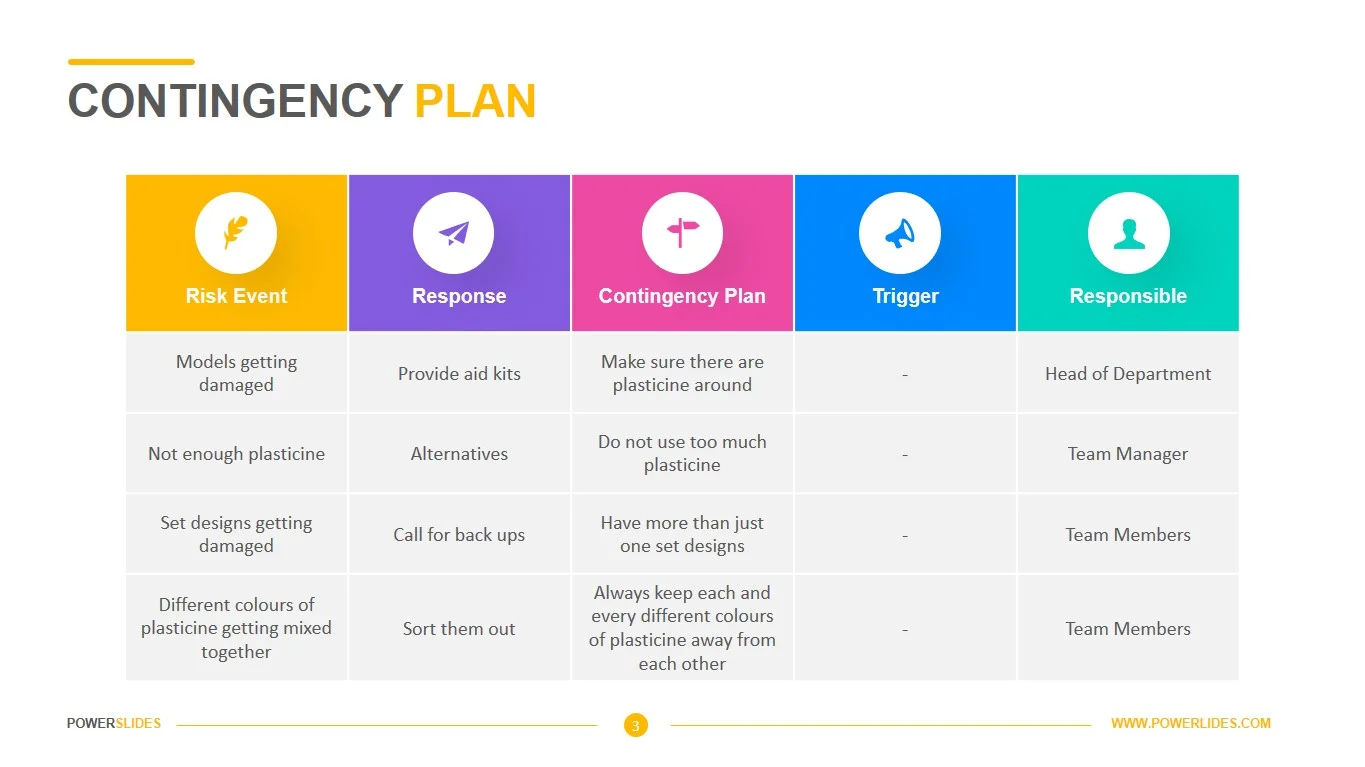 CONTINGENCY PLAN
Risk Event
Response
Contingency Plan
Trigger
Responsible
Models getting
damaged
Provide aid kits
Make sure there are
plasticine around
-
Head of Department
Not enough plasticine
Alternatives
Do not use too much
plasticine
-
Team Manager
Set designs getting
damaged
Call for back ups
Have more than just
one set designs
-
Team Members
Different colours of
plasticine getting mixed
together
Sort them out
Always keep each and
every different colours
of plasticine away from
each other
-
Team Members
POWERSLIDES
3
WWW.POWERLIDES.COM